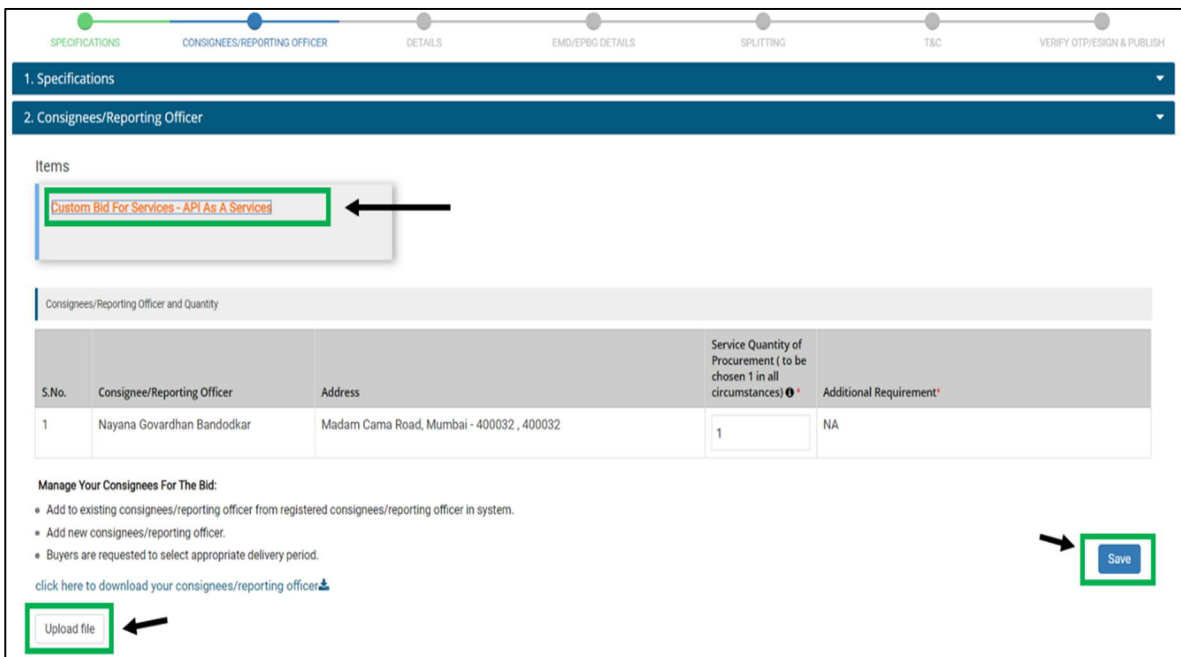 SPECIFICATIONS
CONSIGNEES/REPORTING OFFICER
DETAILS
EMD/EPBG DETAILS
SPLITTING
T&C
VERIFY OTP/ESIGN & PUBLISH
1. Specifications
2. Consignees/Reporting Officer
Items
Custom Bid For Services - API As A Services
Consignees/Reporting Officer and Quantity
S.No.
Consignee/Reporting Officer
Address
Service Quantity of
Procurement ( to be
chosen 1 in all
circumstances) *
Additional Requirement*
1
Nayana Govardhan Bandodkar
Madam Cama Road, Mumbai - 400032 , 400032
1
NA
Manage Your Consignees For The Bid:
Add to existing consignees/reporting officer from registered consignees/reporting officer in system.
Add new consignees/reporting officer.
Buyers are requested to select appropriate delivery period.
click here to download your consignees/reporting officer
Save
Upload file